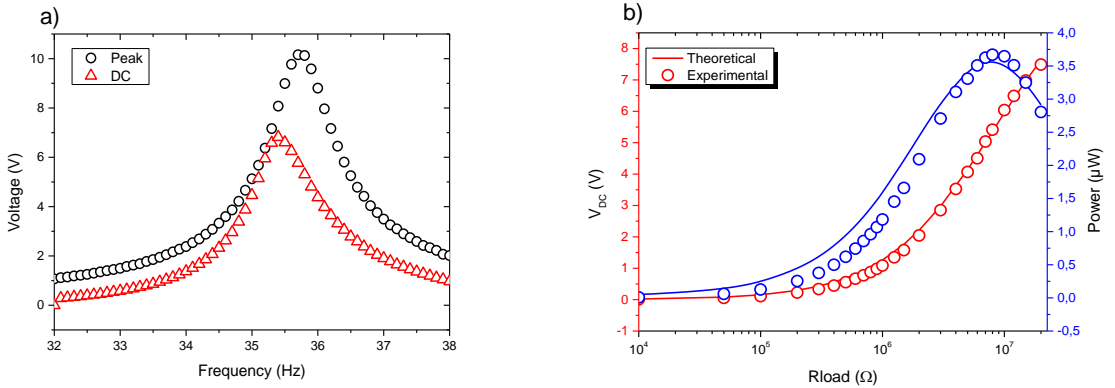 a)
Peak
DC
10
8
6
4
2
0
Voltage (V)
32 33 34 35 36 37 38
Frequency (Hz)
b)
Theoretical
Experimental
8
7
6
5
4
3
2
1
0
-1
V_DC (V)
4,0
3,5
3,0
2,5
2,0
1,5
1,0
0,5
0,0
-0,5
Power (µW)
10^4 10^5 10^6 10^7
Rload (Ω)